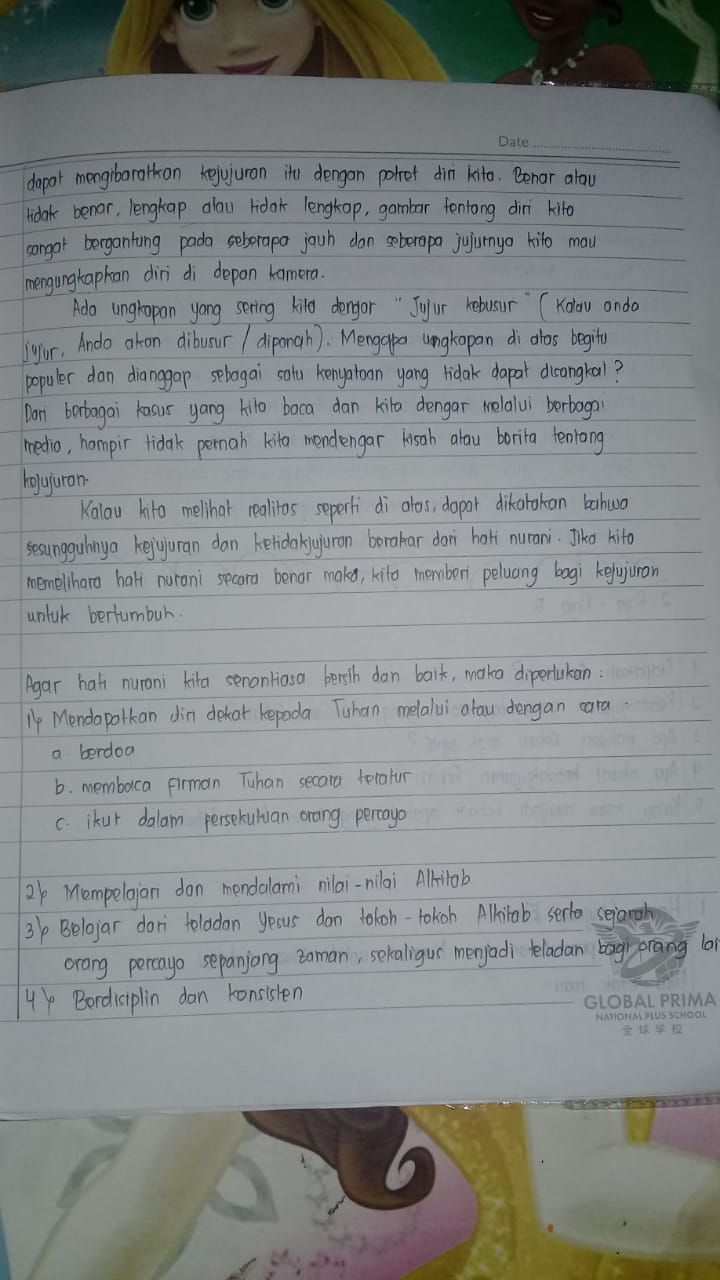 Date
dapat mengibaratkan kejujuran itu dengan potret diri kita. Benar atau
tidak benar, lengkap atau tidak lengkap, gambar tentang diri kita
sangat bergantung pada seberapa jauh dan seberapa jujurnya kita mau
mengungkapkan diri di depan kamera.
Ada ungkapan yang sering kita dengar "Jujur kebusur" (Kalau anda
jujur, Anda akan dibusur / dipanah). Mengapa ungkapan di atas begitu
populer dan dianggap sebagai satu kenyataan yang tidak dapat disangkal?
Dari berbagai kasus yang kita baca dan kita dengar melalui berbagai
media, hampir tidak pernah kita mendengar kisah atau berita tentang
kejujuran.
Kalau kita melihat realitas seperti di atas, dapat dikatakan bahwa
sesungguhnya kejujuran dan ketidakjujuran berakar dari hati nurani. Jika kita
memelihara hati nurani secara benar maka, kita memberi peluang bagi kejujuran
untuk bertumbuh.
Agar hati nurani kita senantiasa bersih dan baik, maka diperlukan :
1) Mendapatkan diri dekat kepada Tuhan melalui atau dengan cara :
a. berdoa
b. membaca Firman Tuhan secara teratur
c. ikut dalam persekutuan orang percaya
2) Mempelajari dan mendalami nilai-nilai Alkitab
3) Belajar dari teladan Yesus dan tokoh-tokoh Alkitab serta sejarah
orang percaya sepanjang zaman, sekaligus menjadi teladan bagi orang lai
4) Berdisiplin dan konsisten
GLOBAL PRIMA
NATIONAL PLUS SCHOOL
全球学校